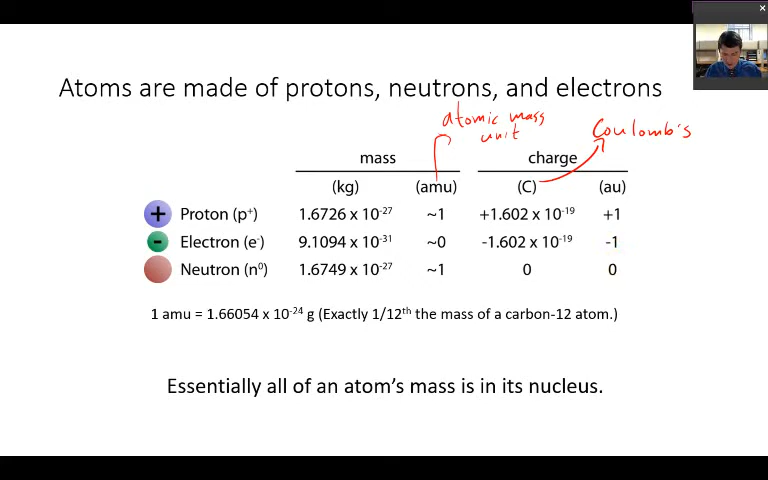 Atoms are made of protons, neutrons, and electrons
atomic mass
unit
Coulomb's
mass charge
(kg) (amu) (C) (au)
+ Proton (p⁺) 1.6726 x 10⁻²⁷ ~1 +1.602 x 10⁻¹⁹ +1
- Electron (e⁻) 9.1094 x 10⁻³¹ ~0 -1.602 x 10⁻¹⁹ -1
Neutron (n⁰) 1.6749 x 10⁻²⁷ ~1 0 0
1 amu = 1.66054 x 10⁻²⁴ g (Exactly 1/12ᵗʰ the mass of a carbon-12 atom.)
Essentially all of an atom's mass is in its nucleus.